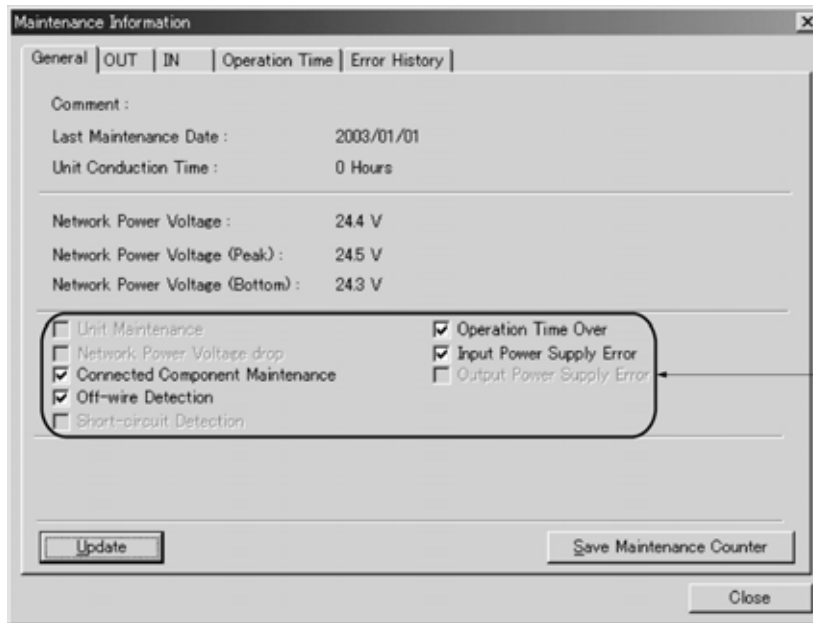 Maintenance Information
General OUT IN Operation Time Error History
Comment :
Last Maintenance Date : 2003/01/01
Unit Conduction Time : 0 Hours
Network Power Voltage : 24.4 V
Network Power Voltage (Peak) : 24.5 V
Network Power Voltage (Bottom) : 24.3 V
Unit Maintenance Operation Time Over
Network Power Voltage drop Input Power Supply Error
Connected Component Maintenance Output Power Supply Error
Off-wire Detection
Short-circuit Detection
Update Save Maintenance Counter
Close